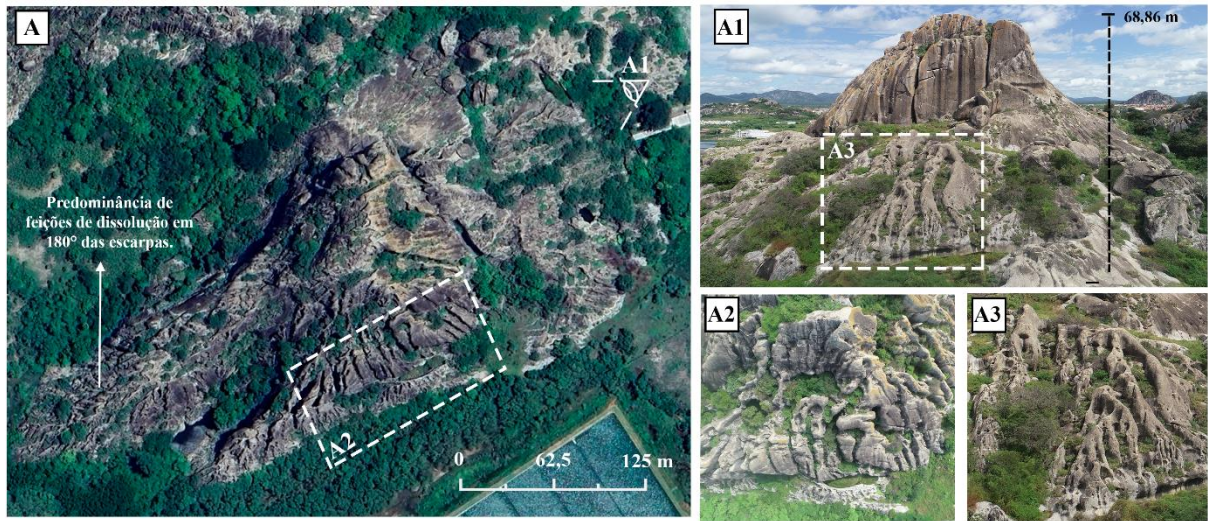 A
A1
Predominância de
feições de dissolução em
180° das escarpas.
A2
0 62,5 125 m
A1
68,86 m
A3
A2
A3